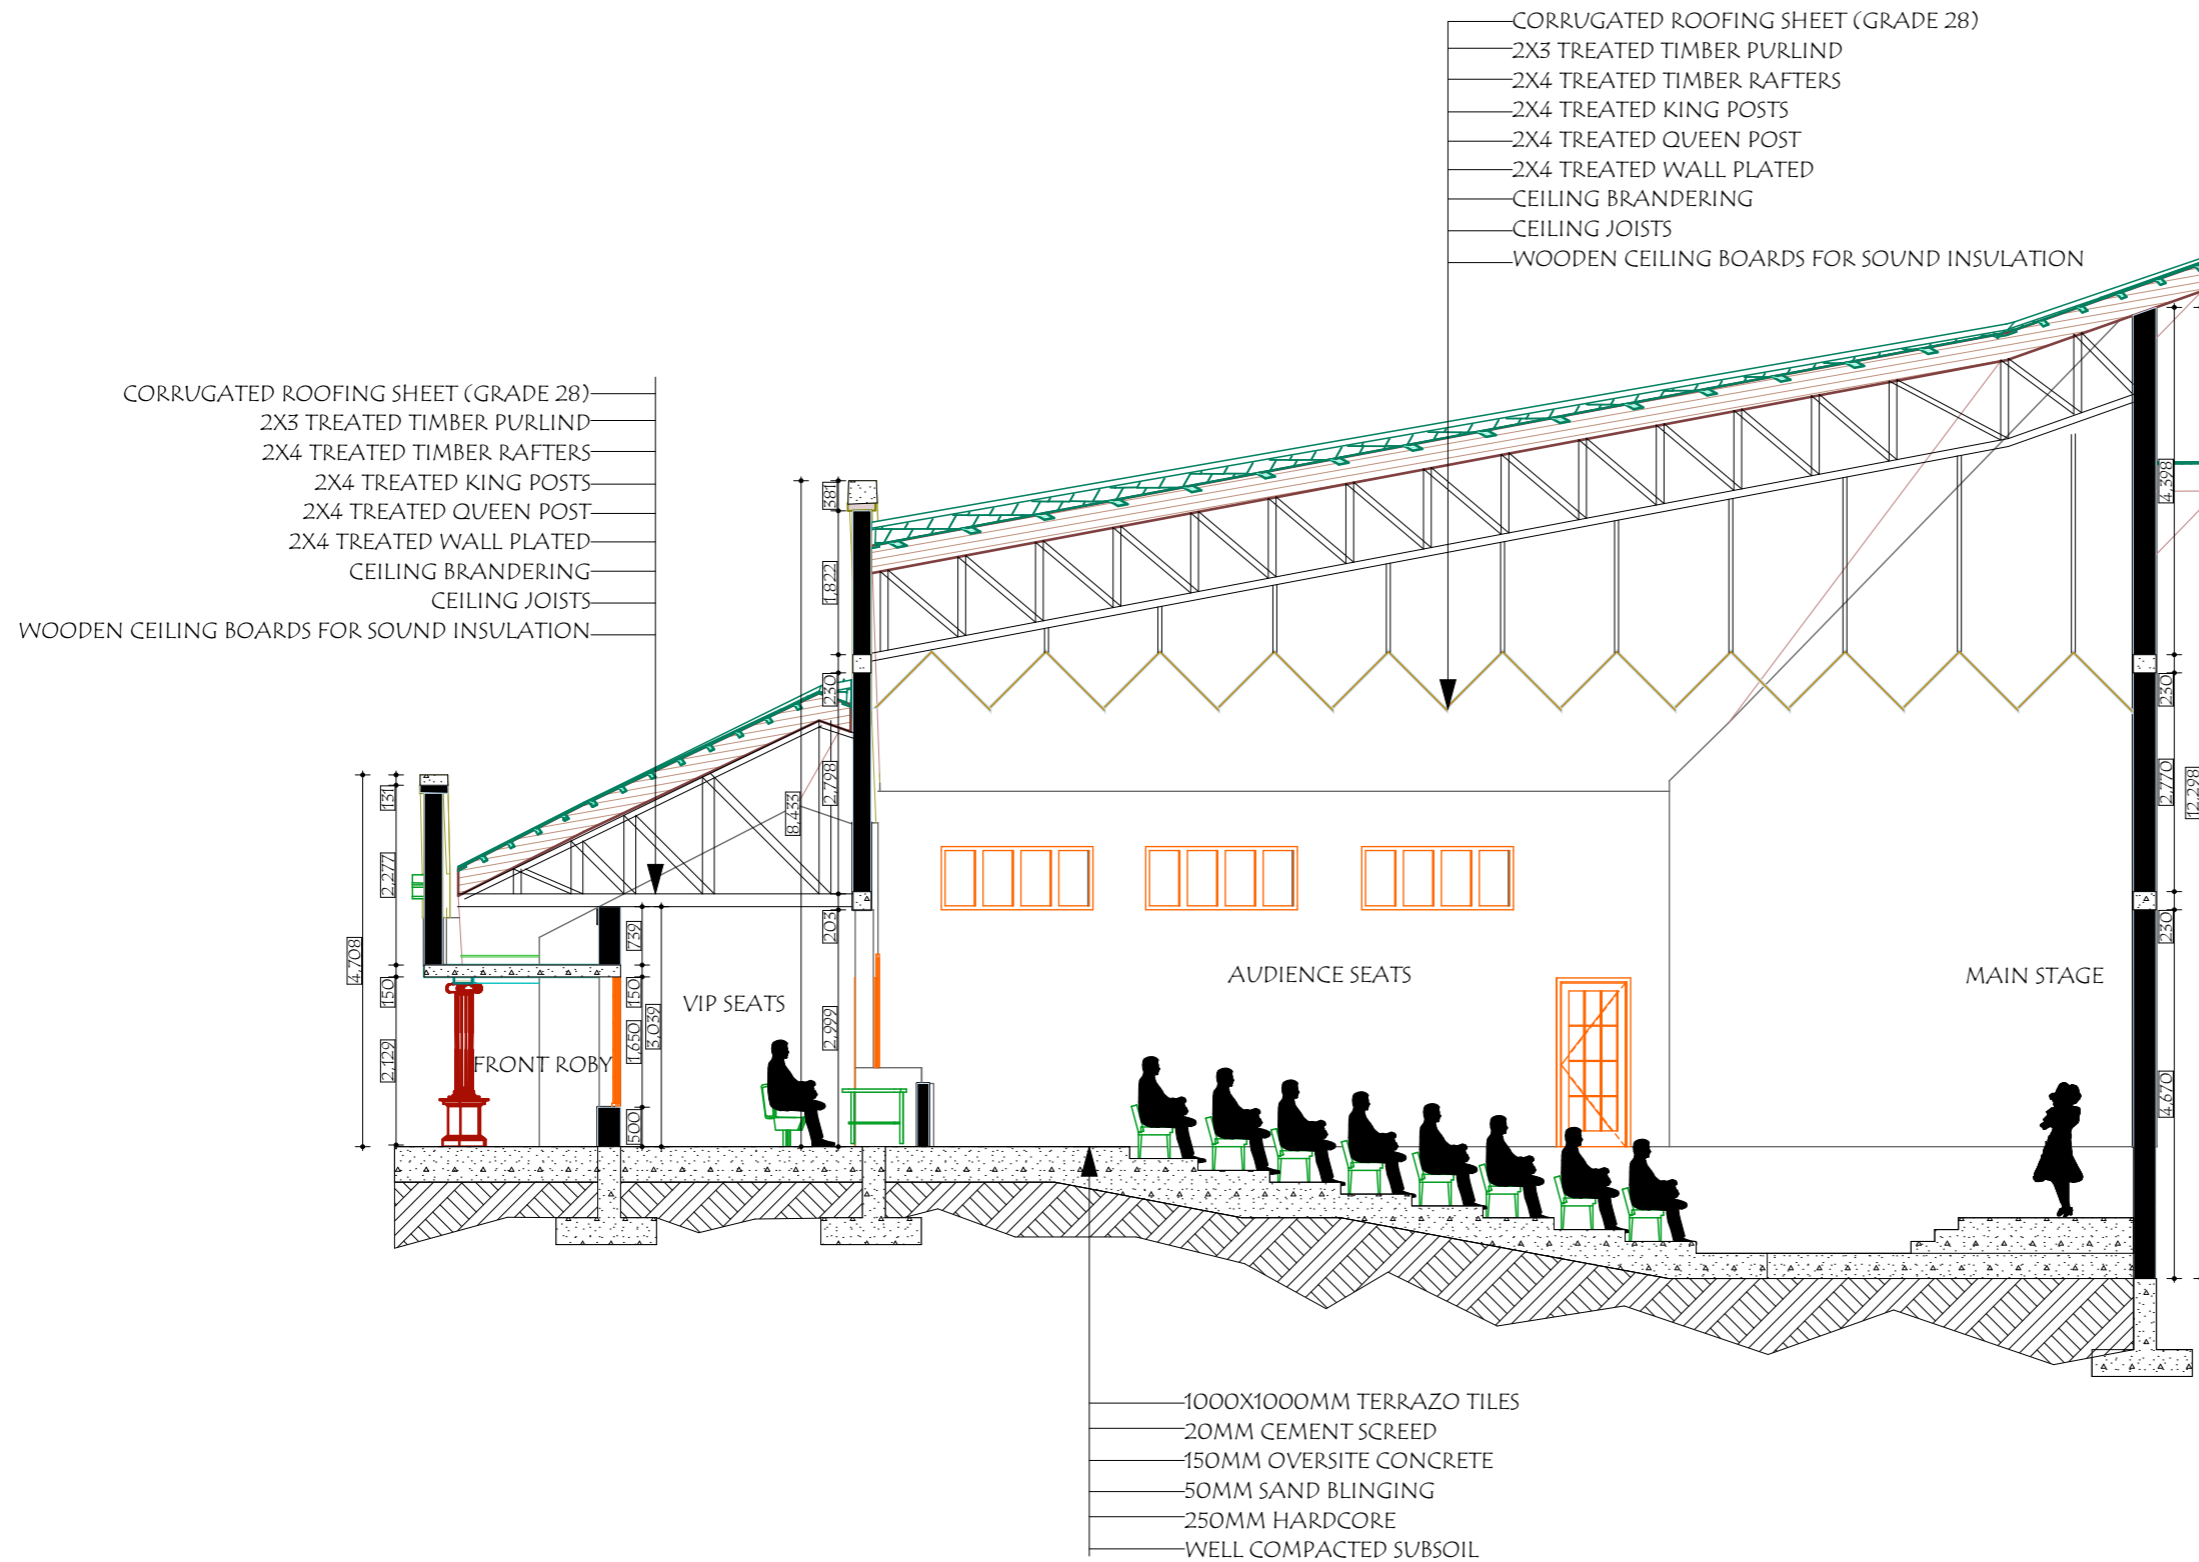 CORRUGATED ROOFING SHEET (GRADE 28)
2X3 TREATED TIMBER PURLIND
2X4 TREATED TIMBER RAFTERS
2X4 TREATED KING POSTS
2X4 TREATED QUEEN POST
2X4 TREATED WALL PLATED
CEILING BRANDERING
CEILING JOISTS
WOODEN CEILING BOARDS FOR SOUND INSULATION
CORRUGATED ROOFING SHEET (GRADE 28)
2X3 TREATED TIMBER PURLIND
2X4 TREATED TIMBER RAFTERS
2X4 TREATED KING POSTS
2X4 TREATED QUEEN POST
2X4 TREATED WALL PLATED
CEILING BRANDERING
CEILING JOISTS
WOODEN CEILING BOARDS FOR SOUND INSULATION
4,708
131
2,277
150
2,129
739
150
1,650
500
3,039
8,433
381
1,822
230
2,798
203
2,999
4,398
230
2,770
230
4,670
12,298
FRONT ROBY
VIP SEATS
AUDIENCE SEATS
MAIN STAGE
1000X1000MM TERRAZO TILES
20MM CEMENT SCREED
150MM OVERSITE CONCRETE
50MM SAND BLINGING
250MM HARDCORE
WELL COMPACTED SUBSOIL